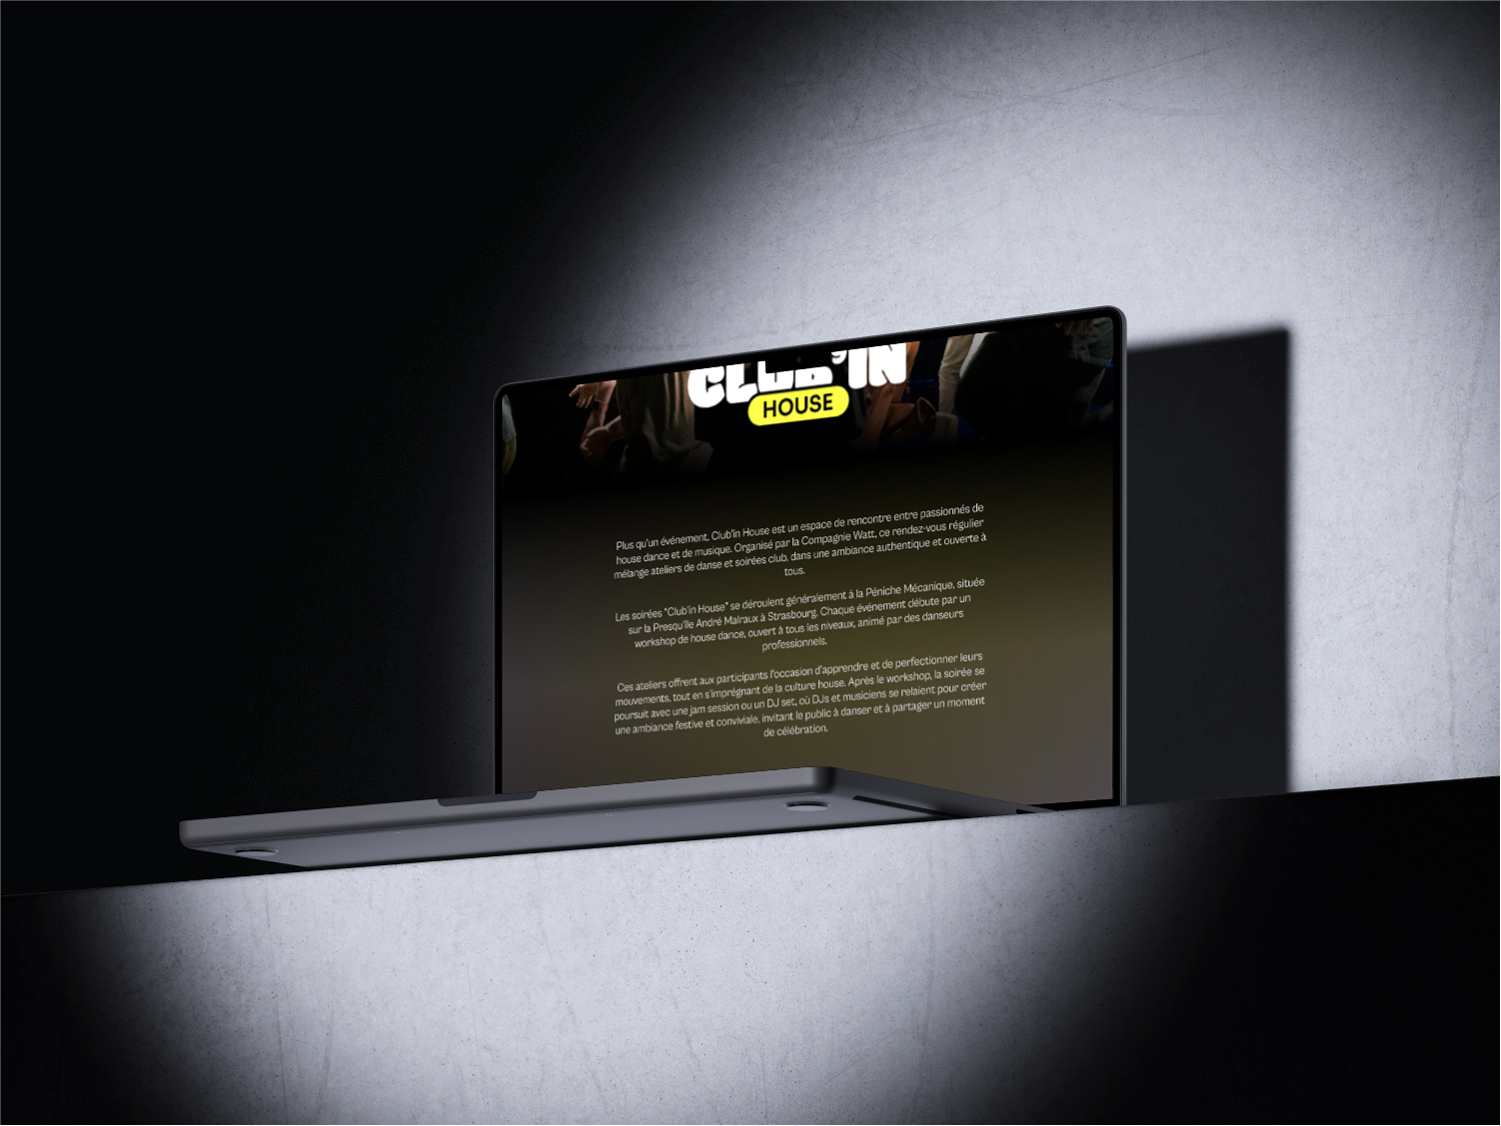 CLUB'IN
HOUSE
Plus qu'un événement, Club'in House est un espace de rencontre entre passionnés de
house dance et de musique. Organisé par la Compagnie Watt, ce rendez-vous régulier
mélange ateliers de danse et soirées club, dans une ambiance authentique et ouverte à
tous.
Les soirées "Club'in House" se déroulent généralement à la Péniche Mécanique, située
sur la Presqu'île André Malraux à Strasbourg. Chaque événement débute par un
workshop de house dance, ouvert à tous les niveaux, animé par des danseurs
professionnels.
Ces ateliers offrent aux participants l'occasion d'apprendre et de perfectionner leurs
mouvements, tout en s'imprégnant de la culture house. Après le workshop, la soirée se
poursuit avec une jam session ou un DJ set, où DJs et musiciens se relaient pour créer
une ambiance festive et conviviale, invitant le public à danser et à partager un moment
de célébration.